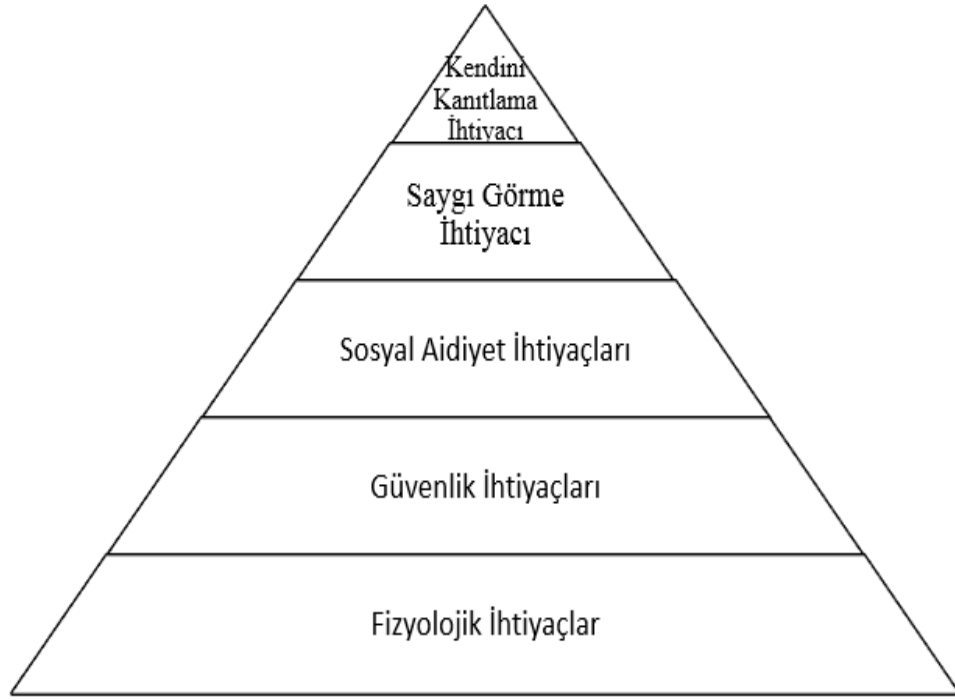 Kendini
Kanıtlama
İhtiyacı
Saygı Görme
İhtiyacı
Sosyal Aidiyet İhtiyaçları
Güvenlik İhtiyaçları
Fizyolojik İhtiyaçlar